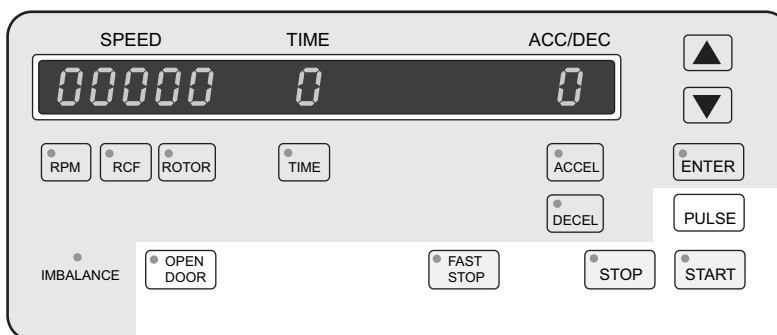 SPEED TIME ACC/DEC
00000 0 0
RPM RCF ROTOR TIME ACCEL ENTER
DECEL PULSE
IMBALANCE OPEN DOOR FAST STOP STOP START